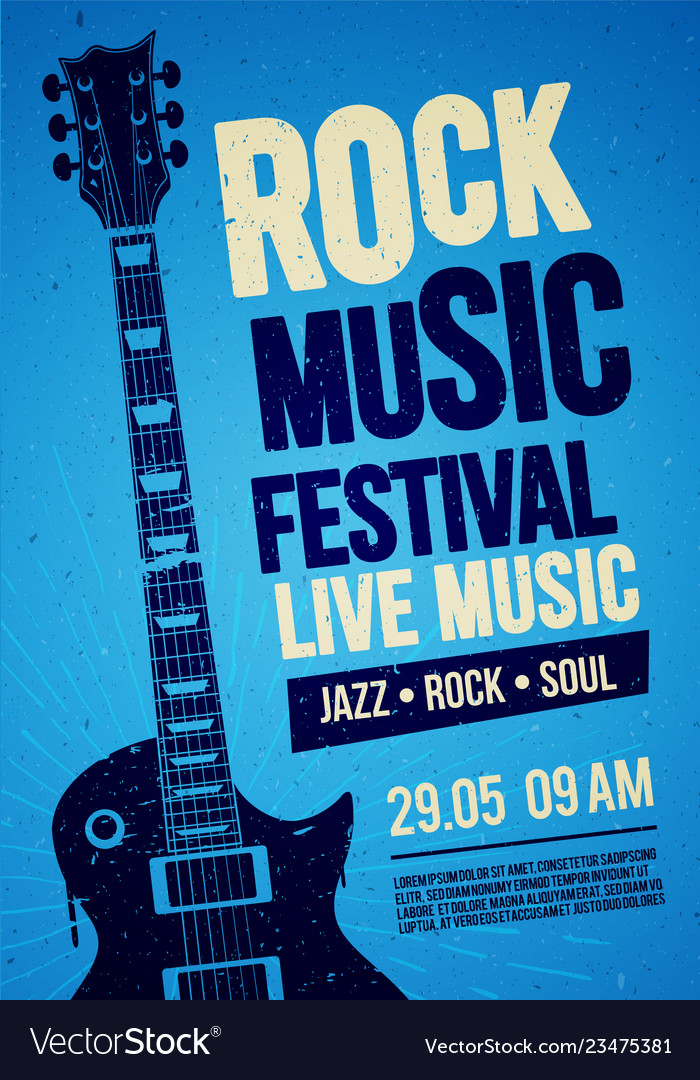 ROCK
MUSIC
FESTIVAL
LIVE MUSIC
JAZZ • ROCK • SOUL
29.05 09 AM
LOREM IPSUM DOLOR SIT AMET, CONSETETUR SADIPSCING
ELITR, SED DIAM NONUMY EIRMOD TEMPOR INVIDUNT UT
LABORE ET DOLORE MAGNA ALIQUYAM ERAT, SED DIAM VO
LUPTUA. AT VERO EOS ET ACCUSAM ET JUSTO DUO DOLORES
VectorStock®
VectorStock.com/23475381